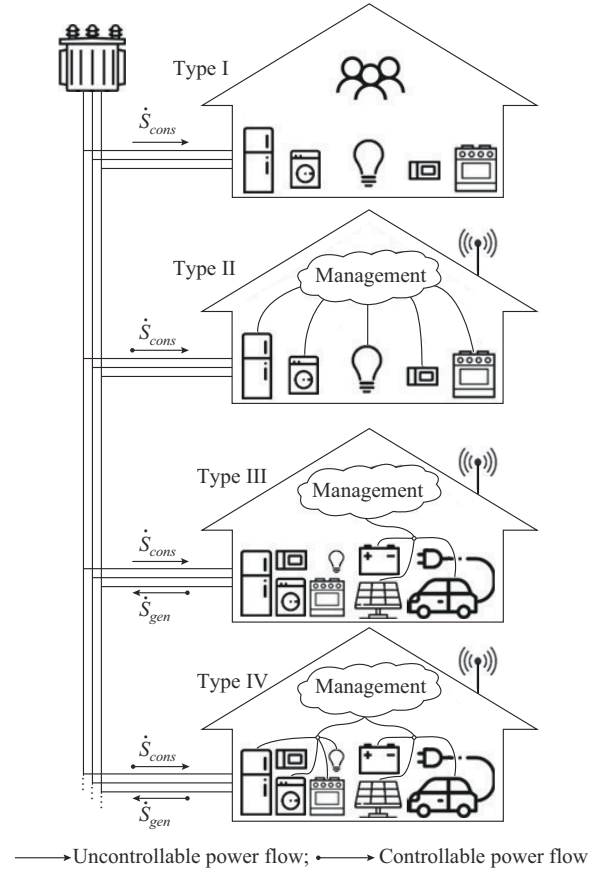 Type I
Ṡcons
Type II
Management
Ṡcons
Type III
Management
Ṡcons
Ṡgen
Type IV
Management
Ṡcons
Ṡgen
Uncontrollable power flow; Controllable power flow